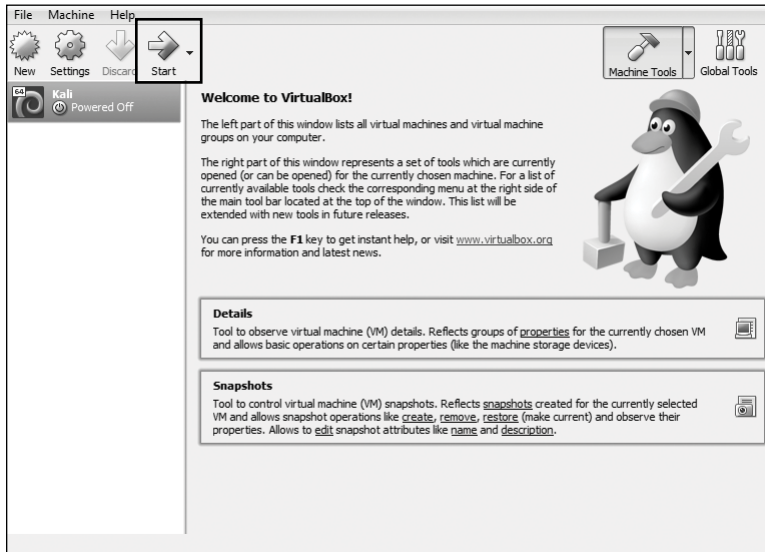 File Machine Help
New Settings Discard Start
Machine Tools Global Tools
64
Kali
Powered Off
Welcome to VirtualBox!
The left part of this window lists all virtual machines and virtual machine
groups on your computer.
The right part of this window represents a set of tools which are currently
opened (or can be opened) for the currently chosen machine. For a list of
currently available tools check the corresponding menu at the right side of
the main tool bar located at the top of the window. This list will be
extended with new tools in future releases.
You can press the F1 key to get instant help, or visit www.virtualbox.org
for more information and latest news.
Details
Tool to observe virtual machine (VM) details. Reflects groups of properties for the currently chosen VM
and allows basic operations on certain properties (like the machine storage devices).
Snapshots
Tool to control virtual machine (VM) snapshots. Reflects snapshots created for the currently selected
VM and allows snapshot operations like create, remove, restore (make current) and observe their
properties. Allows to edit snapshot attributes like name and description.